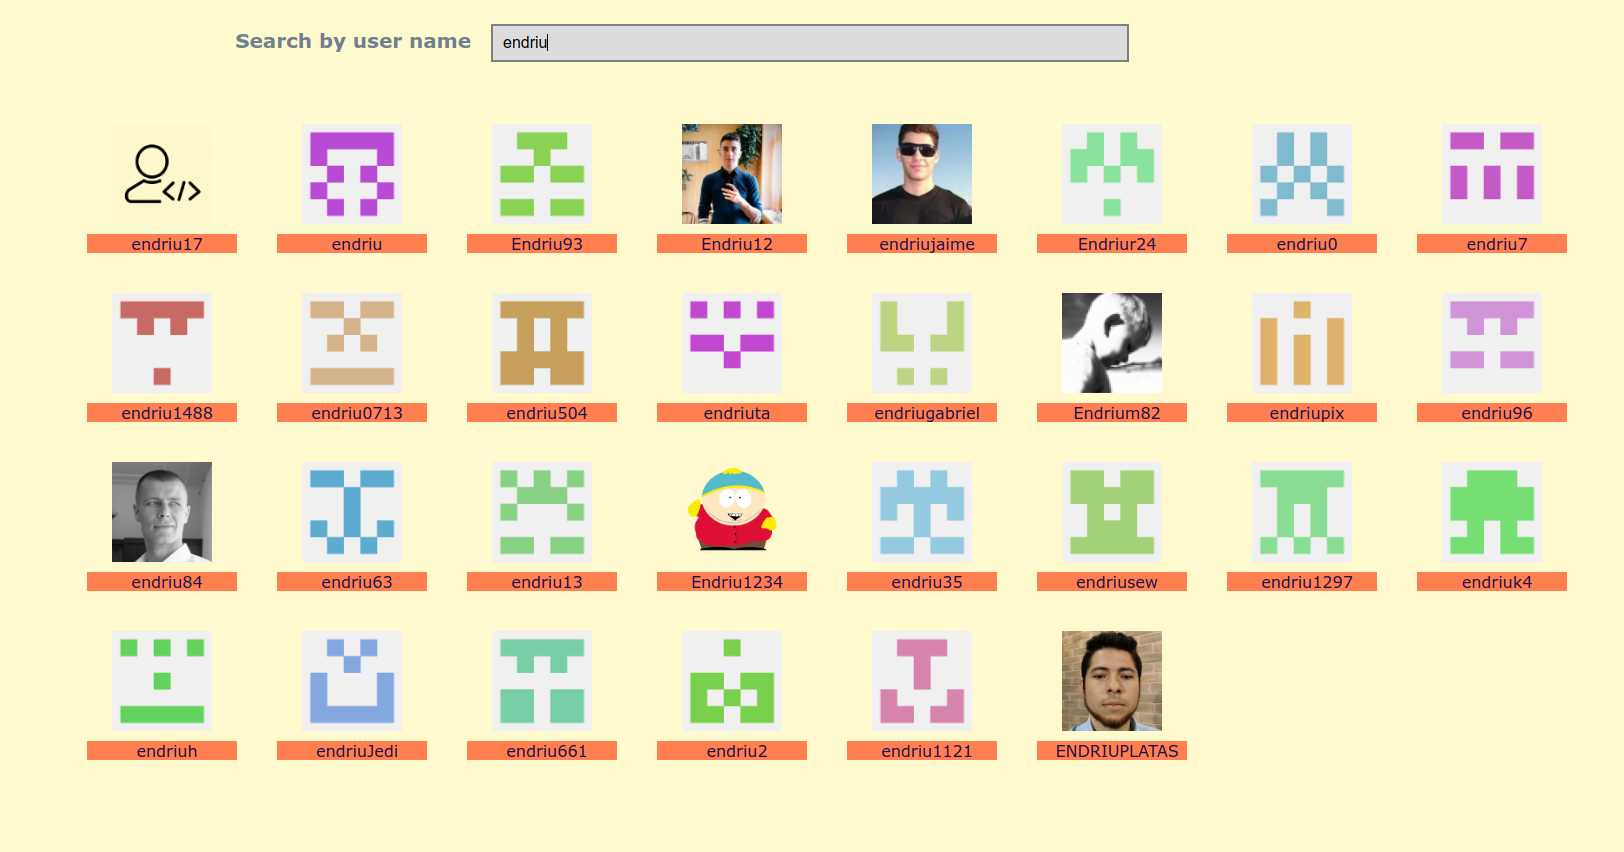 Search by user name endriu
endriu17 endriu Endriu93 Endriu12 endriujaime Endriur24 endriu0 endriu7
endriu1488 endriu0713 endriu504 endriuta endriugabriel Endrium82 endriupix endriu96
endriu84 endriu63 endriu13 Endriu1234 endriu35 endriusew endriu1297 endriuk4
endriuh endriuJedi endriu661 endriu2 endriu1121 ENDRIUPLATAS